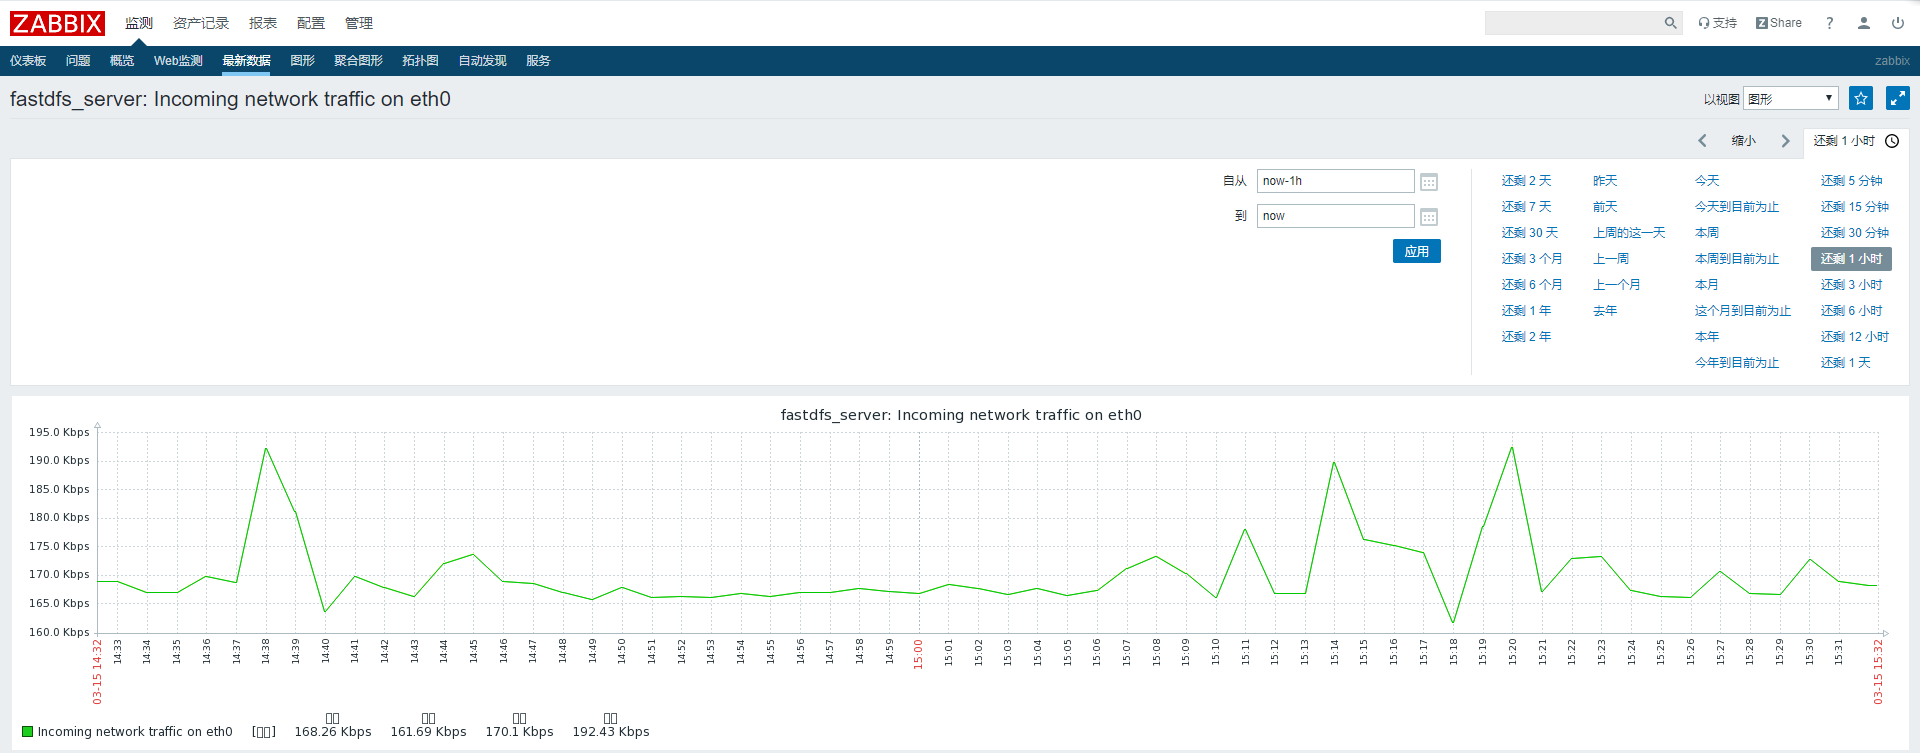 ZABBIX 监测 资产记录 报表 配置 管理 支持 Z Share ?
仪表板 问题 概览 Web监测 最新数据 图形 聚合图形 拓扑图 自动发现 服务 zabbix
fastdfs_server: Incoming network traffic on eth0 以视图 图形
缩小 还剩 1 小时
自从 now-1h 还剩 2 天 昨天 今天 还剩 5 分钟
还剩 7 天 前天 今天到目前为止 还剩 15 分钟
到 now
还剩 30 天 上周的这一天 本周 还剩 30 分钟
应用 还剩 3 个月 上一周 本周到目前为止 还剩 1 小时
还剩 6 个月 上一个月 本月 还剩 3 小时
还剩 1 年 去年 这个月到目前为止 还剩 6 小时
还剩 2 年 本年 还剩 12 小时
今年到目前为止 还剩 1 天
fastdfs_server: Incoming network traffic on eth0
195.0 Kbps
190.0 Kbps
185.0 Kbps
180.0 Kbps
175.0 Kbps
170.0 Kbps
165.0 Kbps
160.0 Kbps
03-15 14:32 14:33 14:34 14:35 14:36 14:37 14:38 14:39 14:40 14:41 14:42 14:43 14:44 14:45 14:46 14:47 14:48 14:49 14:50 14:51 14:52 14:53 14:54 14:55 14:56 14:57 14:58 14:59 15:00 15:01 15:02 15:03 15:04 15:05 15:06 15:07 15:08 15:09 15:10 15:11 15:12 15:13 15:14 15:15 15:16 15:17 15:18 15:19 15:20 15:21 15:22 15:23 15:24 15:25 15:26 15:27 15:28 15:29 15:30 15:31 03-15 15:32
Incoming network traffic on eth0 [▯▯] 168.26 Kbps 161.69 Kbps 170.1 Kbps 192.43 Kbps